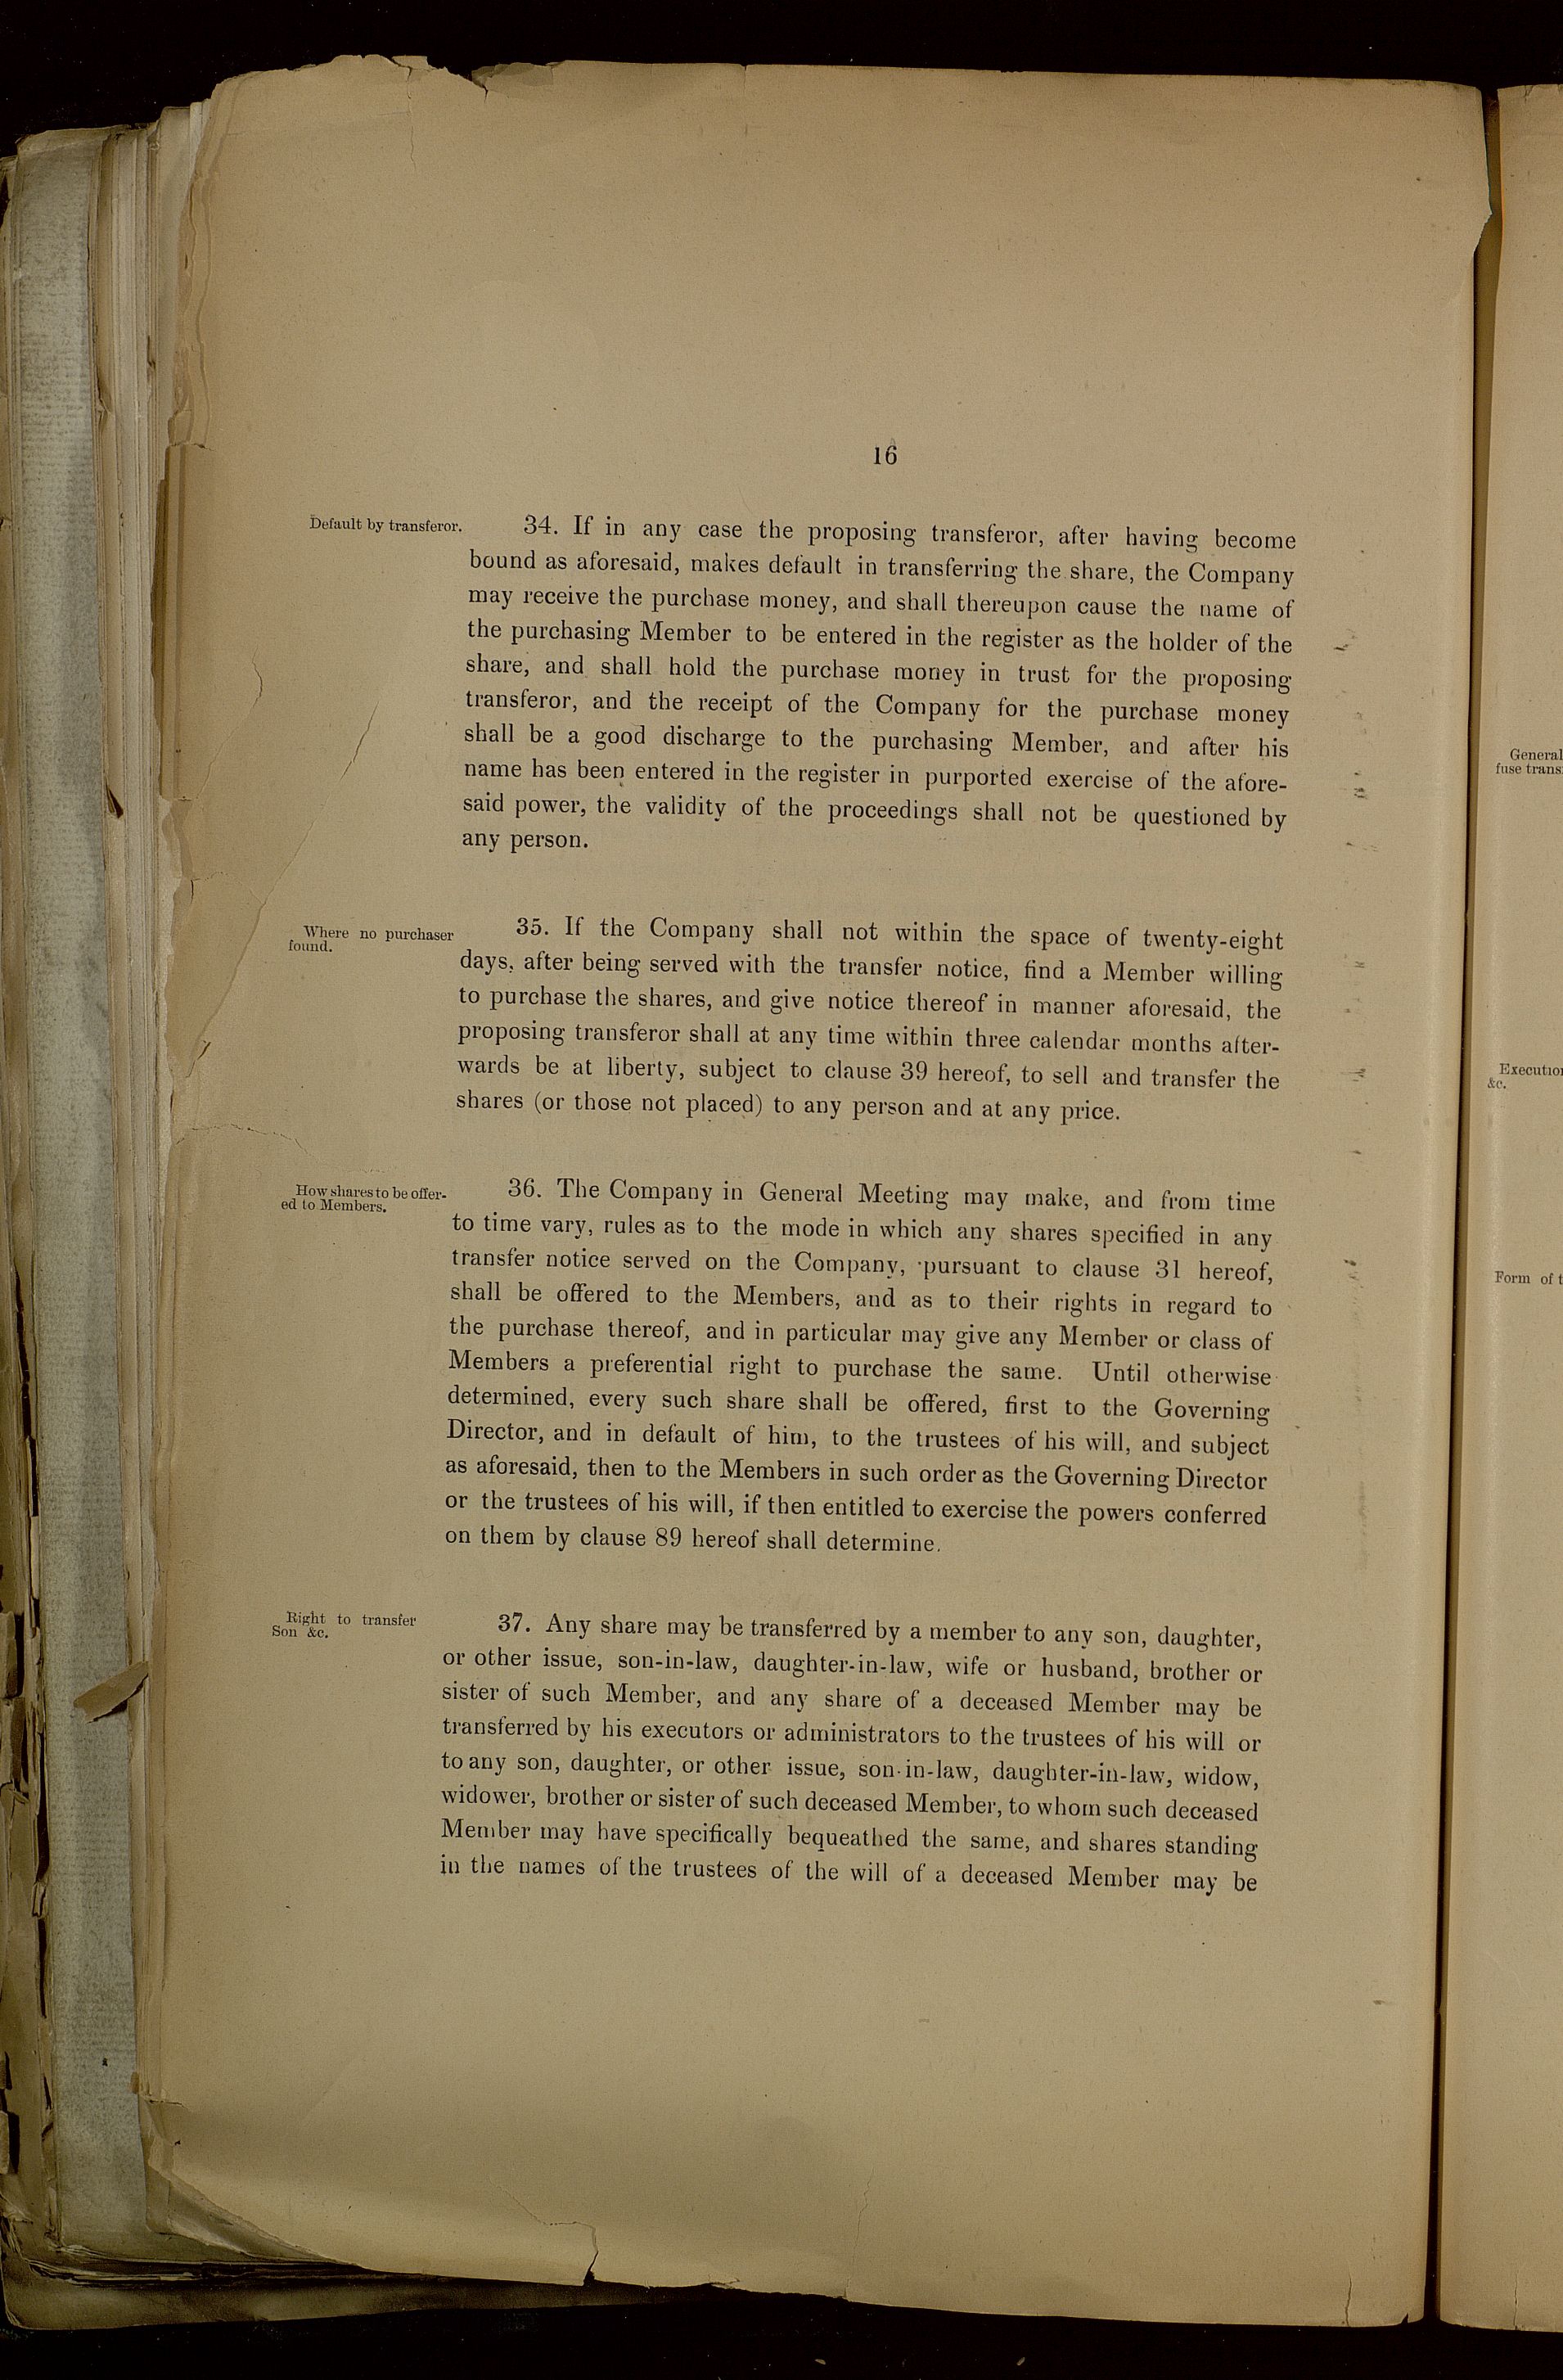 16
Default by transferor.
34. If in any case the proposing transferor, after having become
bound as aforesaid, makes default in transferring the share, the Company
may receive the purchase money, and shall thereupon cause the name of
the purchasing Member to be entered in the register as the holder of the
share, and shall hold the purchase money in trust for the proposing
transferor, and the receipt of the Company for the purchase money
shall be a good discharge to the purchasing Member, and after his
name has been entered in the register in purported exercise of the afore-
said power, the validity of the proceedings shall not be questioned by
any person.
Where no purchaser
found.
35. If the Company shall not within the space of twenty-eight
days, after being served with the transfer notice, find a Member willing
to purchase the shares, and give notice thereof in manner aforesaid, the
proposing transferor shall at any time within three calendar months after-
wards be at liberty, subject to clause 39 hereof, to sell and transfer the
shares (or those not placed) to any person and at any price.
How shares to be offer-
ed to Members.
36. The Company in General Meeting may make, and from time
to time vary, rules as to the mode in which any shares specified in any
transfer notice served on the Company, pursuant to clause 31 hereof,
shall be offered to the Members, and as to their rights in regard to
the purchase thereof, and in particular may give any Member or class of
Members a preferential right to purchase the same. Until otherwise
determined, every such share shall be offered, first to the Governing
Director, and in default of him, to the trustees of his will, and subject
as aforesaid, then to the Members in such order as the Governing Director
or the trustees of his will, if then entitled to exercise the powers conferred
on them by clause 89 hereof shall determine.
Right to transfer
Son &c.
37. Any share may be transferred by a member to any son, daughter,
or other issue, son-in-law, daughter-in-law, wife or husband, brother or
sister of such Member, and any share of a deceased Member may be
transferred by his executors or administrators to the trustees of his will or
to any son, daughter, or other issue, son-in-law, daughter-in-law, widow,
widower, brother or sister of such deceased Member, to whom such deceased
Member may have specifically bequeathed the same, and shares standing
in the names of the trustees of the will of a deceased Member may be
General
fuse trans
Execution
&c.
Form of t